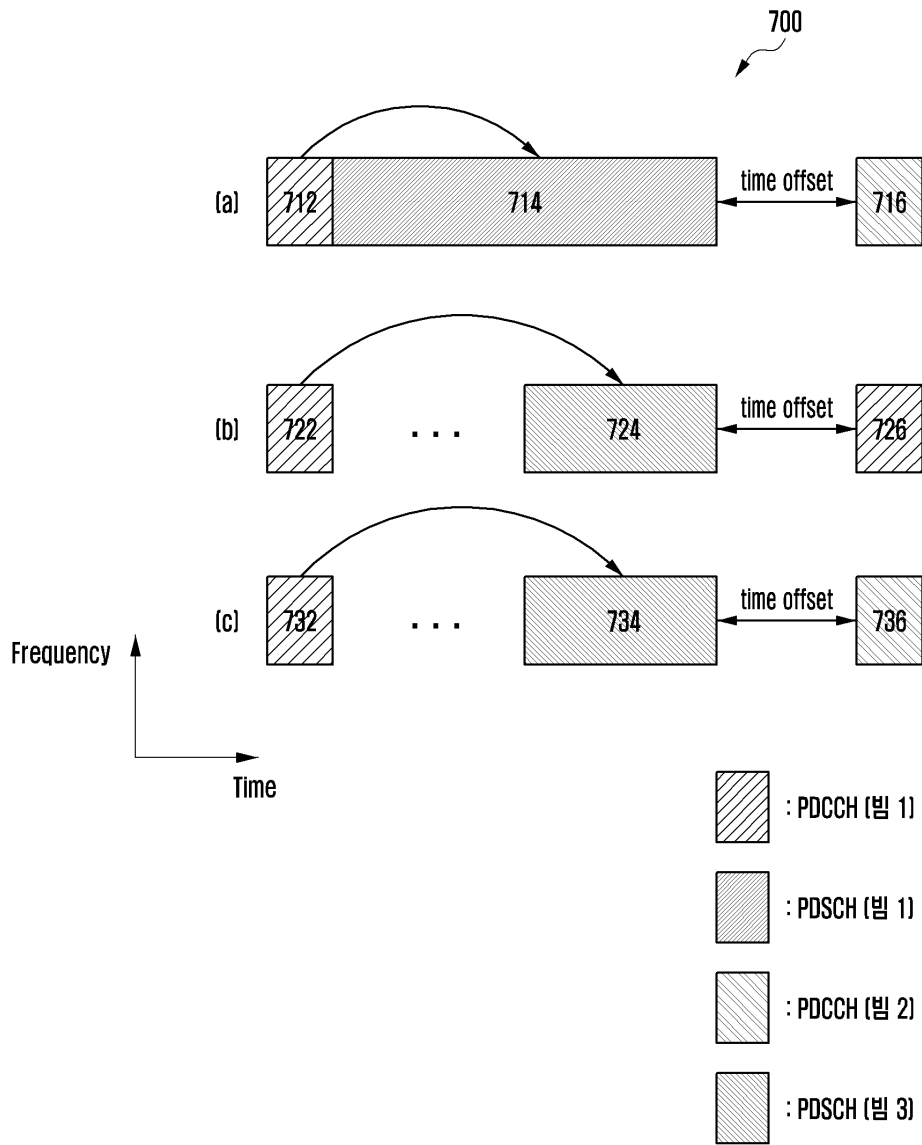 700
(a) 712 714 time offset 716
(b) 722 . . . 724 time offset 726
(c) 732 . . . 734 time offset 736
Frequency
Time
: PDCCH (빔 1)
: PDSCH (빔 1)
: PDCCH (빔 2)
: PDSCH (빔 3)